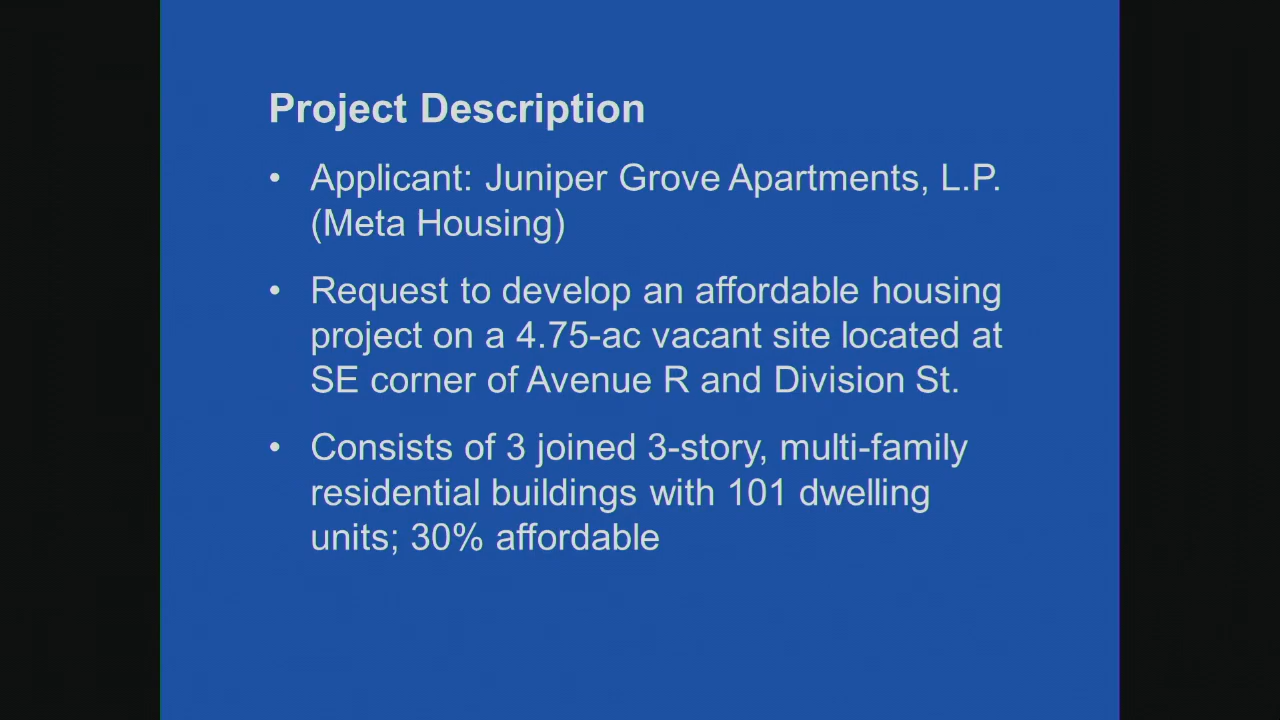 Project Description
• Applicant: Juniper Grove Apartments, L.P.
(Meta Housing)
• Request to develop an affordable housing
project on a 4.75-ac vacant site located at
SE corner of Avenue R and Division St.
• Consists of 3 joined 3-story, multi-family
residential buildings with 101 dwelling
units; 30% affordable